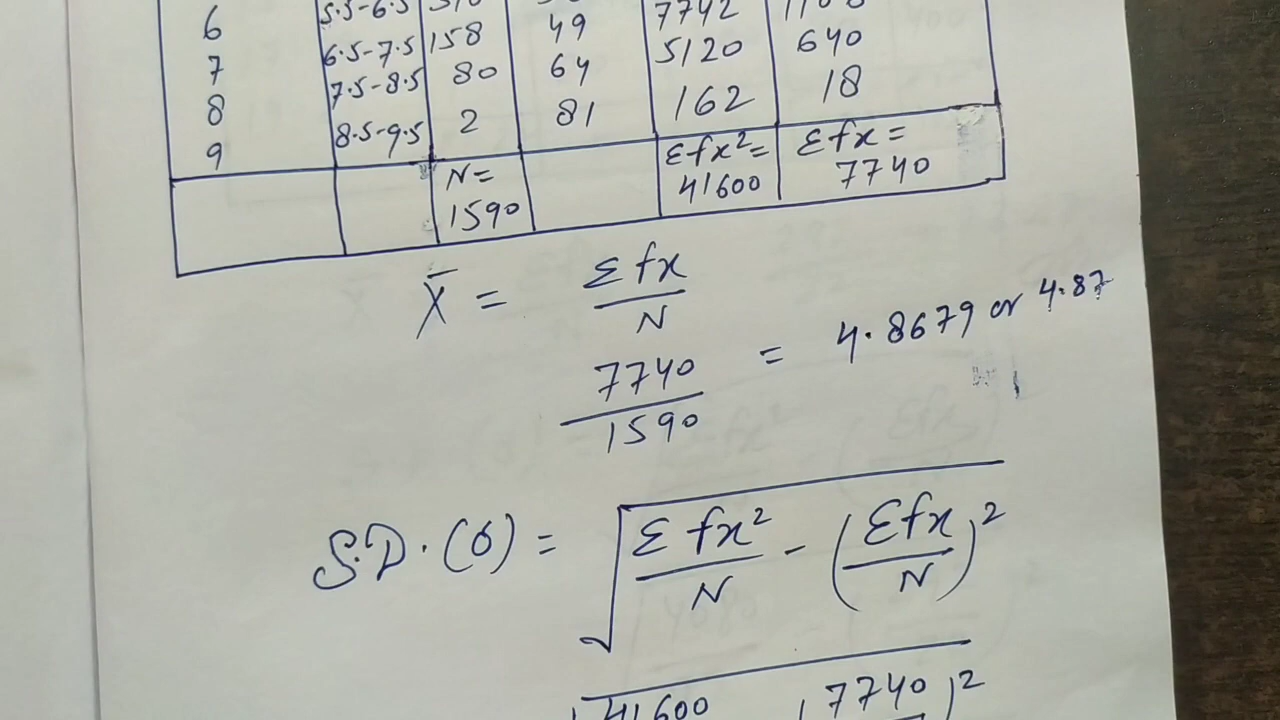 6 5.5-6.5 7742
7 6.5-7.5 158 49 5120 640
8 7.5-8.5 80 64 162 18
9 8.5-9.5 2 81
N= 1590 Σfx²= 41600 Σfx= 7740
X̄ = Σfx / N
7740 / 1590 = 4.8679 or 4.87
S.D. (σ) = √ Σfx² / N - (Σfx / N)²
41600 (7740 )²